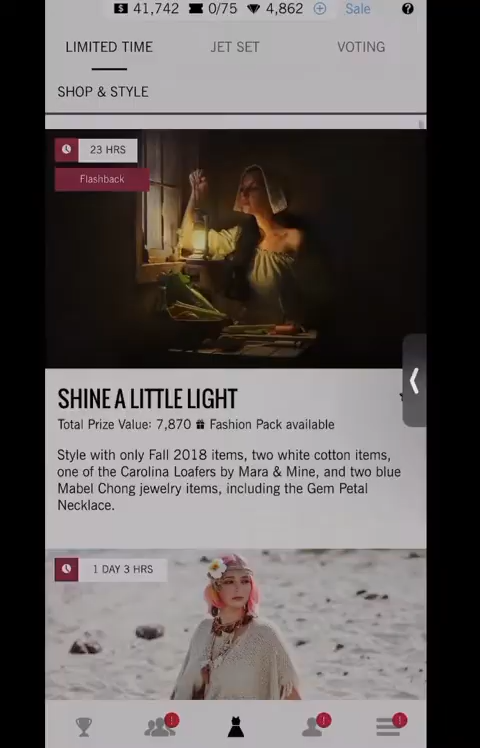 41,742 0/75 4,862 Sale
LIMITED TIME JET SET VOTING
SHOP & STYLE
23 HRS
Flashback
SHINE A LITTLE LIGHT
Total Prize Value: 7,870 Fashion Pack available
Style with only Fall 2018 items, two white cotton items,
one of the Carolina Loafers by Mara & Mine, and two blue
Mabel Chong jewelry items, including the Gem Petal
Necklace.
1 DAY 3 HRS